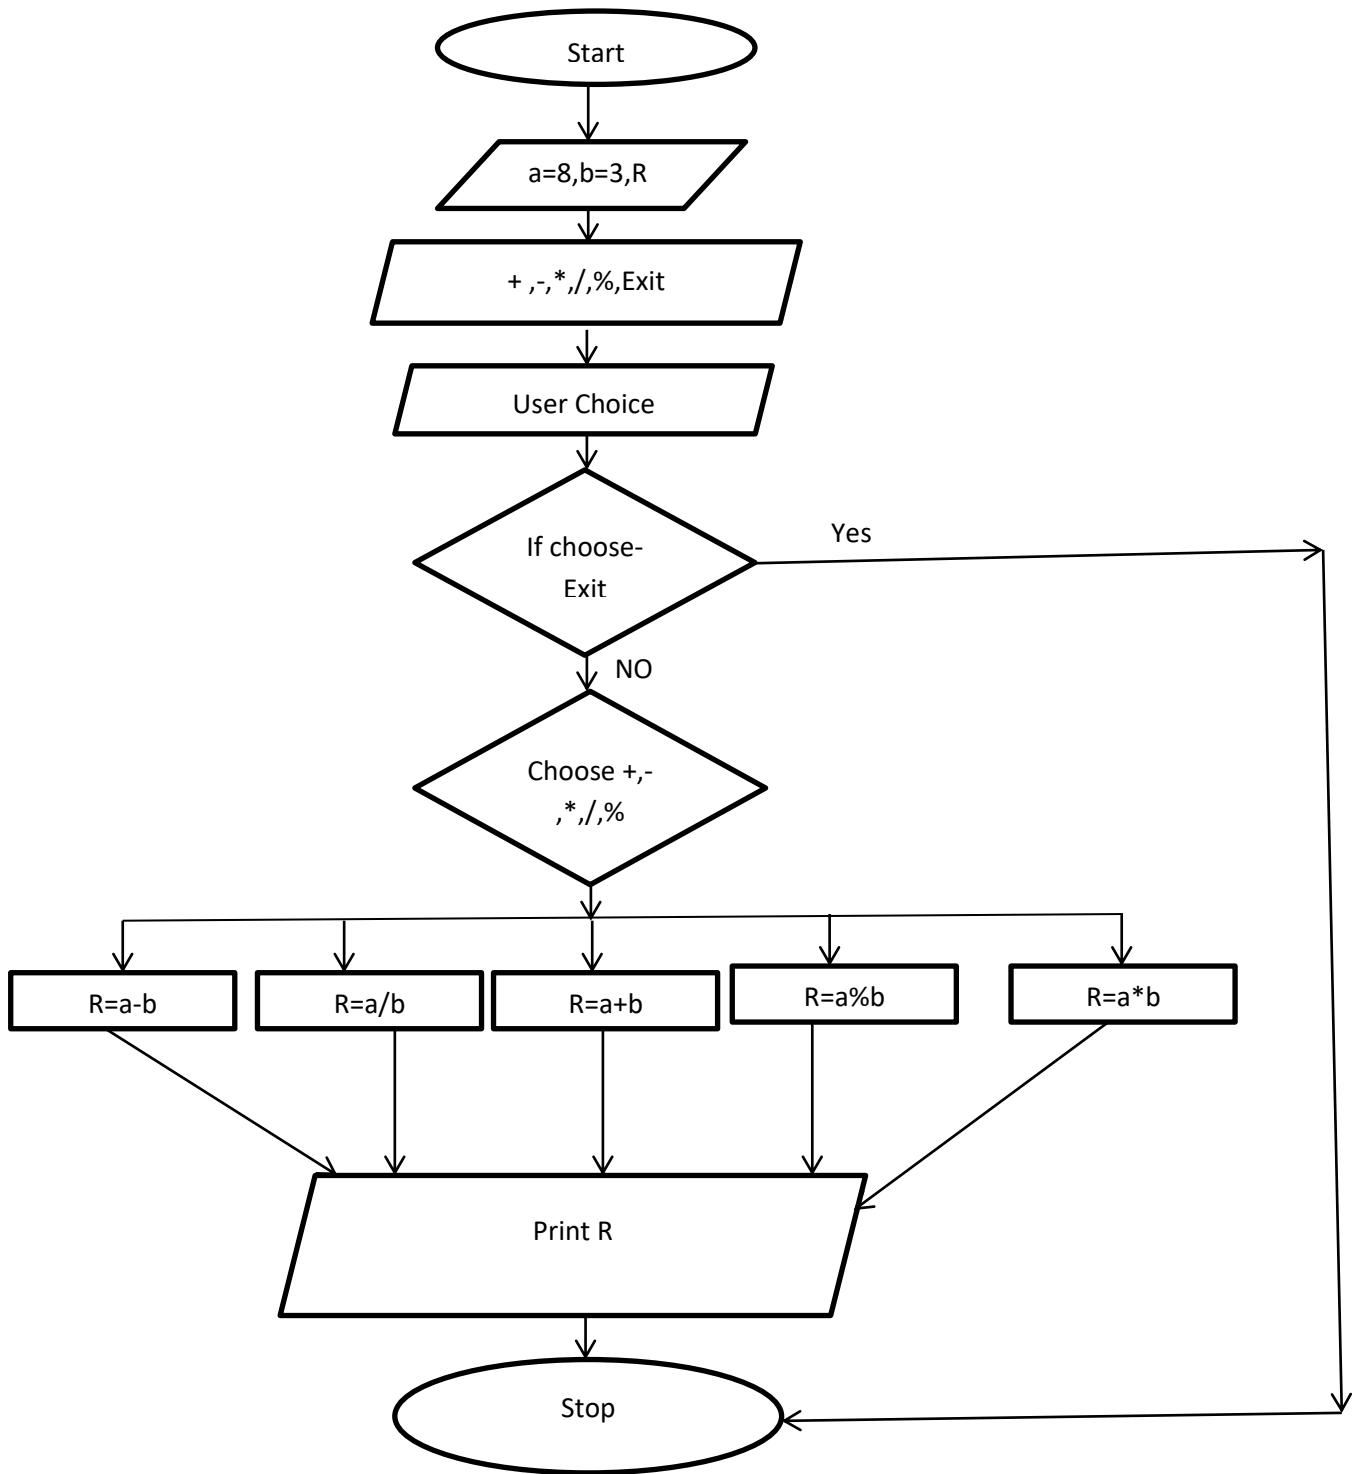 Start
a=8,b=3,R
+ ,-,*,/,%,Exit
User Choice
If choose-
Exit
Yes
NO
Choose +,-
,*,/,%
R=a-b
R=a/b
R=a+b
R=a%b
R=a*b
Print R
Stop